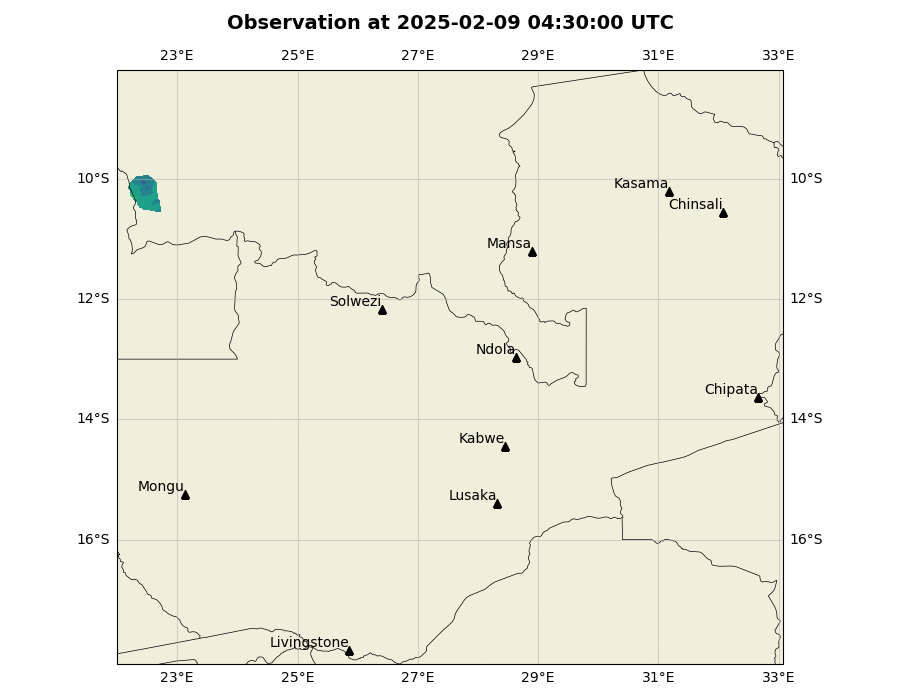 Observation at 2025-02-09 04:30:00 UTC
23°E 25°E 27°E 29°E 31°E 33°E
10°S 10°S
Kasama
Chinsali
Mansa
12°S 12°S
Solwezi
Ndola
Chipata
14°S 14°S
Kabwe
Mongu
Lusaka
16°S 16°S
Livingstone
23°E 25°E 27°E 29°E 31°E 33°E